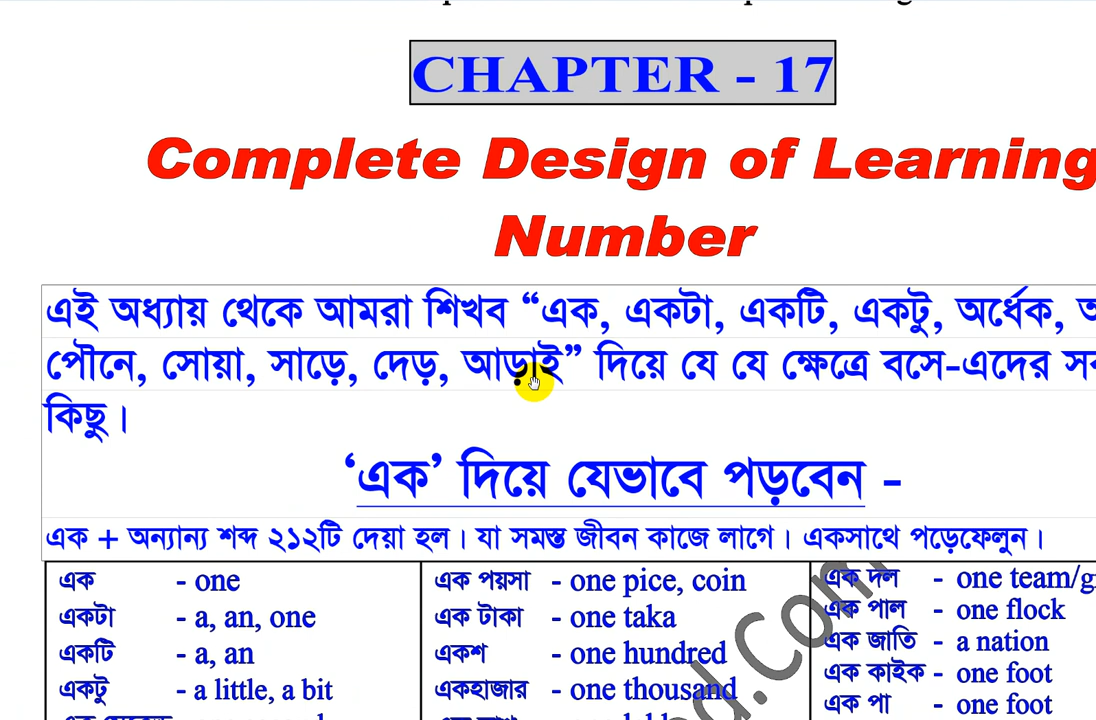 CHAPTER - 17
Complete Design of Learning
Number
এই অধ্যায় থেকে আমরা শিখব “এক, একটা, একটি, একটু, অর্ধেক,
পৌনে, সোয়া, সাড়ে, দেড়, আড়াই” দিয়ে যে যে ক্ষেত্রে বসে-এদের
কিছু।
‘এক’ দিয়ে যেভাবে পড়বেন -
এক + অন্যান্য শব্দ ২১২টি দেয়া হল। যা সমস্ত জীবন কাজে লাগে। একসাথে পড়েফেলুন।
এক - one
একটা - a, an, one
একটি - a, an
একটু - a little, a bit
এক পয়সা - one pice, coin
এক টাকা - one taka
একশ - one hundred
একহাজার - one thousand
এক দল - one
এক পাল - one flock
এক জাতি - a nation
এক কাইক - one foot
এক পা - one foot